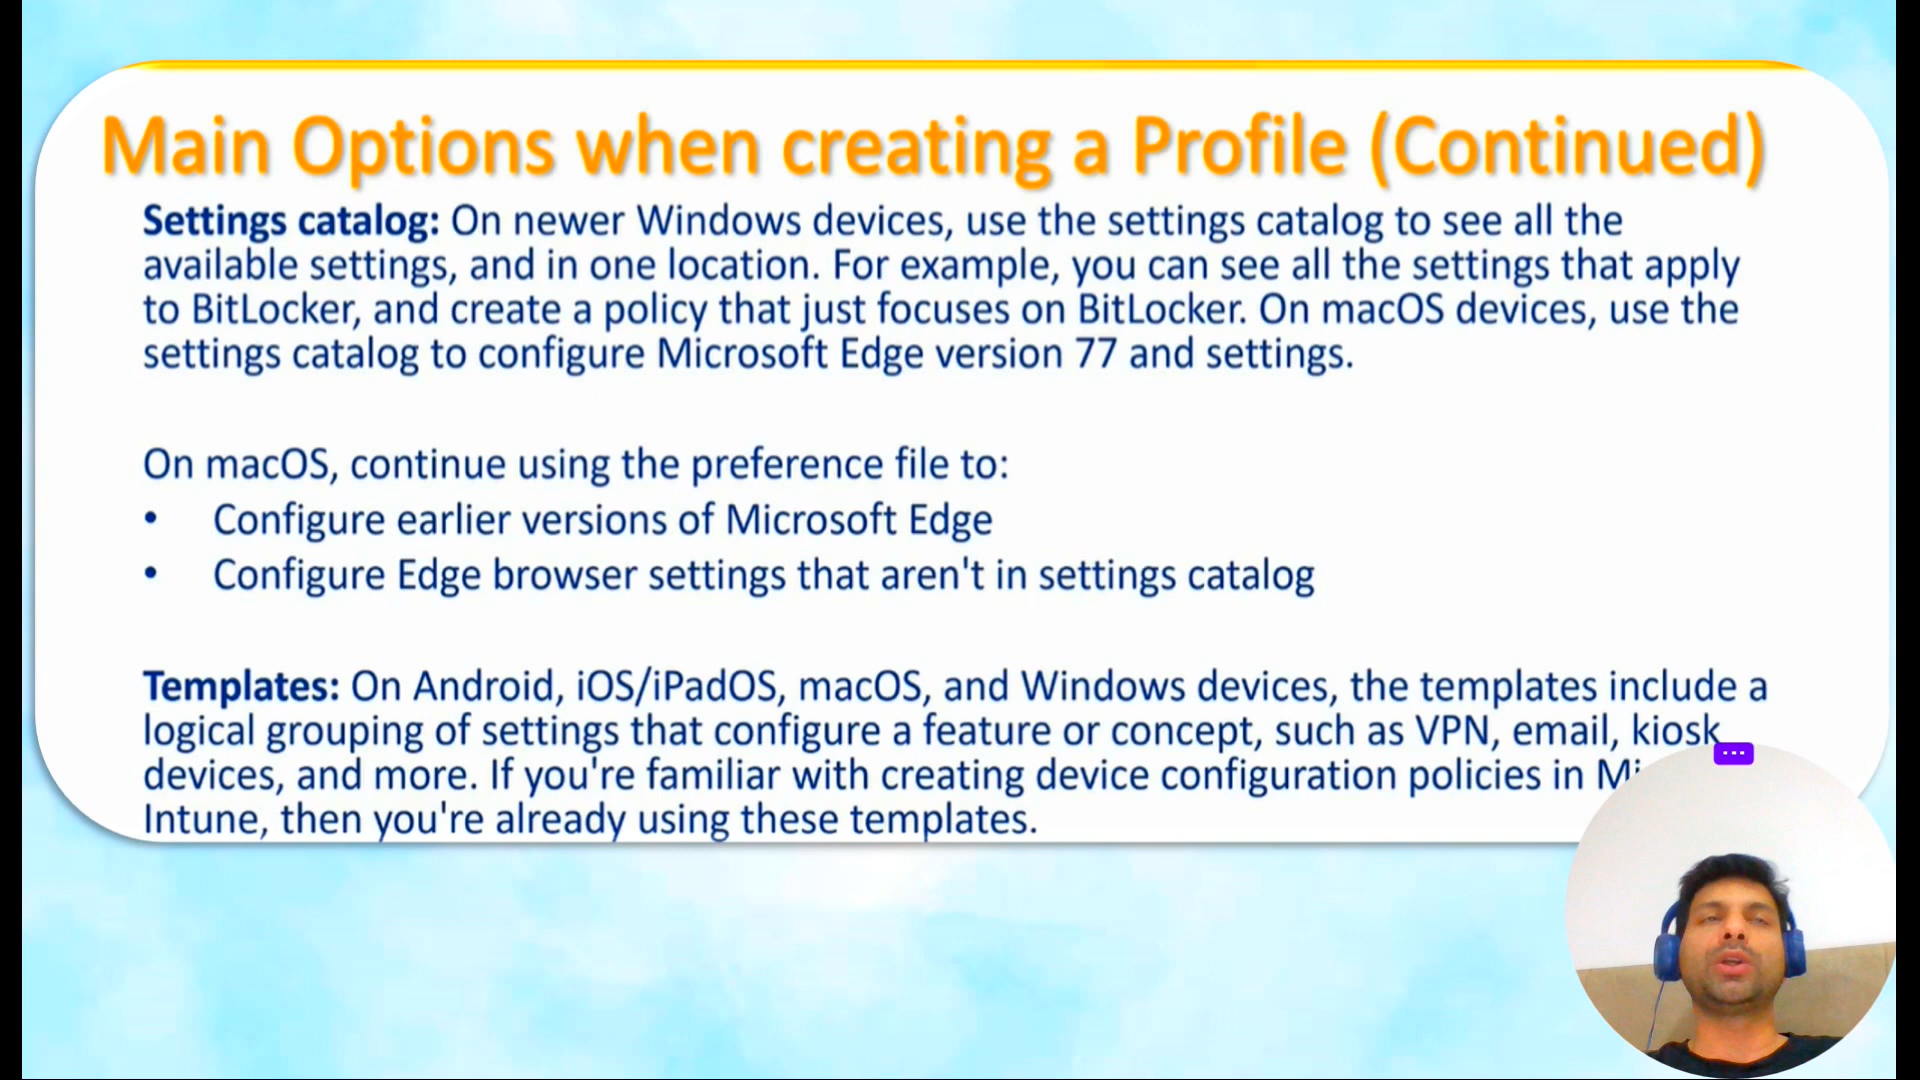 Main Options when creating a Profile (Continued)
Settings catalog: On newer Windows devices, use the settings catalog to see all the
available settings, and in one location. For example, you can see all the settings that apply
to BitLocker, and create a policy that just focuses on BitLocker. On macOS devices, use the
settings catalog to configure Microsoft Edge version 77 and settings.
On macOS, continue using the preference file to:
• Configure earlier versions of Microsoft Edge
• Configure Edge browser settings that aren't in settings catalog
Templates: On Android, iOS/iPadOS, macOS, and Windows devices, the templates include a
logical grouping of settings that configure a feature or concept, such as VPN, email, kiosk
devices, and more. If you're familiar with creating device configuration policies in
Intune, then you're already using these templates.